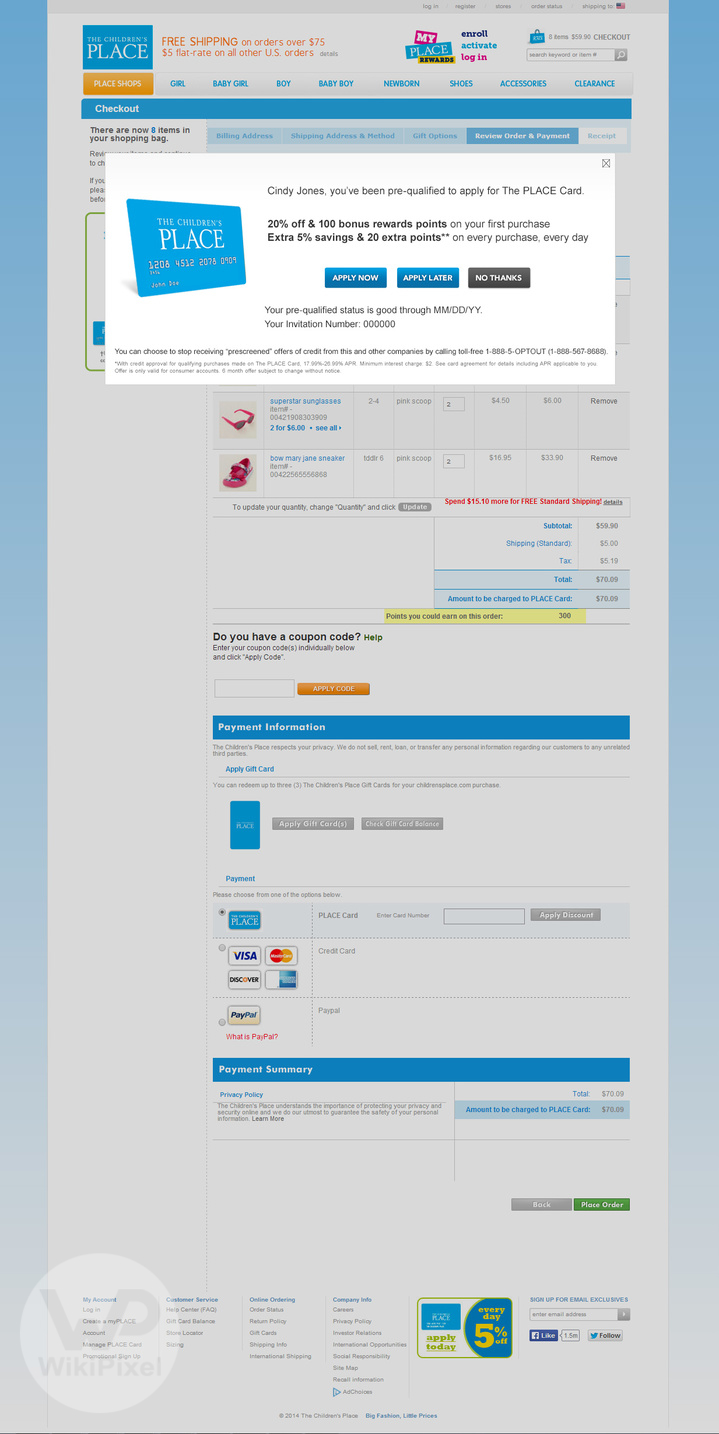 log in
register
stores
order status
shipping to:
THE CHILDREN'S
PLACE
FREE SHIPPING on orders over $75
$5 flat-rate on all other U.S. orders details
MY
PLACE
REWARDS
enroll
activate
log in
8 items $59.90 CHECKOUT
search keyword or item #
PLACE SHOPS
GIRL
BABY GIRL
BOY
BABY BOY
NEWBORN
SHOES
ACCESSORIES
CLEARANCE
Checkout
There are now 8 items in
your shopping bag.
Billing Address
Shipping Address & Method
Gift Options
Review Order & Payment
Receipt
to ch
If you
pleas
befor
Cindy Jones, you've been pre-qualified to apply for The PLACE Card.
THE CHILDREN'S
PLACE
1208 4512 2078 0909
John Doe
20% off & 100 bonus rewards points on your first purchase
Extra 5% savings & 20 extra points** on every purchase, every day
APPLY NOW
APPLY LATER
NO THANKS
Your pre-qualified status is good through MM/DD/YY.
Your Invitation Number: 000000
You can choose to stop receiving "prescreened" offers of credit from this and other companies by calling toll-free 1-888-5-OPTOUT (1-888-567-8688).
*With credit approval for qualifying purchases made on The PLACE Card, 17.99%-26.99% APR. Minimum interest charge: $2. See card agreement for details including APR applicable to you.
Offer is only valid for consumer accounts. 6 month offer subject to change without notice.
superstar sunglasses
item# -
00421908303909
2 for $6.00 • see all
2-4
pink scoop
2
$4.50
$6.00
Remove
bow mary jane sneaker
item# -
00422565556868
tddlr 6
pink scoop
2
$16.95
$33.90
Remove
To update your quantity, change "Quantity" and click Update
Spend $15.10 more for FREE Standard Shipping! details
Subtotal: $59.90
Shipping (Standard): $5.00
Tax: $5.19
Total: $70.09
Amount to be charged to PLACE Card: $70.09
Points you could earn on this order: 300
Do you have a coupon code? Help
Enter your coupon code(s) individually below
and click "Apply Code".
APPLY CODE
Payment Information
The Children's Place respects your privacy. We do not sell, rent, loan, or transfer any personal information regarding our customers to any unrelated
third parties.
Apply Gift Card
You can redeem up to three (3) The Children's Place Gift Cards for your childrensplace.com purchase.
PLACE
Apply Gift Card(s)
Check Gift Card Balance
Payment
Please choose from one of the options below.
THE CHILDREN'S
PLACE
PLACE Card
Enter Card Number
Apply Discount
VISA
MasterCard
DISCOVER
Credit Card
PayPal
Paypal
What is PayPal?
Payment Summary
Privacy Policy
The Children's Place understands the importance of protecting your privacy and
security online and we do our utmost to guarantee the safety of your personal
information. Learn More
Total: $70.09
Amount to be charged to PLACE Card: $70.09
Back
Place Order
My Account
Log in
Create a myPLACE
Account
Manage PLACE Card
Promotional Sign Up
Customer Service
Help Center (FAQ)
Gift Card Balance
Store Locator
Sizing
Online Ordering
Order Status
Return Policy
Gift Cards
Shipping Info
International Shipping
Company Info
Careers
Privacy Policy
Investor Relations
International Opportunities
Social Responsibility
Site Map
Recall Information
AdChoices
PLACE
apply
today
every
day
5%
off
SIGN UP FOR EMAIL EXCLUSIVES
enter email address
Like
1.5m
Follow
WikiPixel
© 2014 The Children's Place
Big Fashion, Little Prices